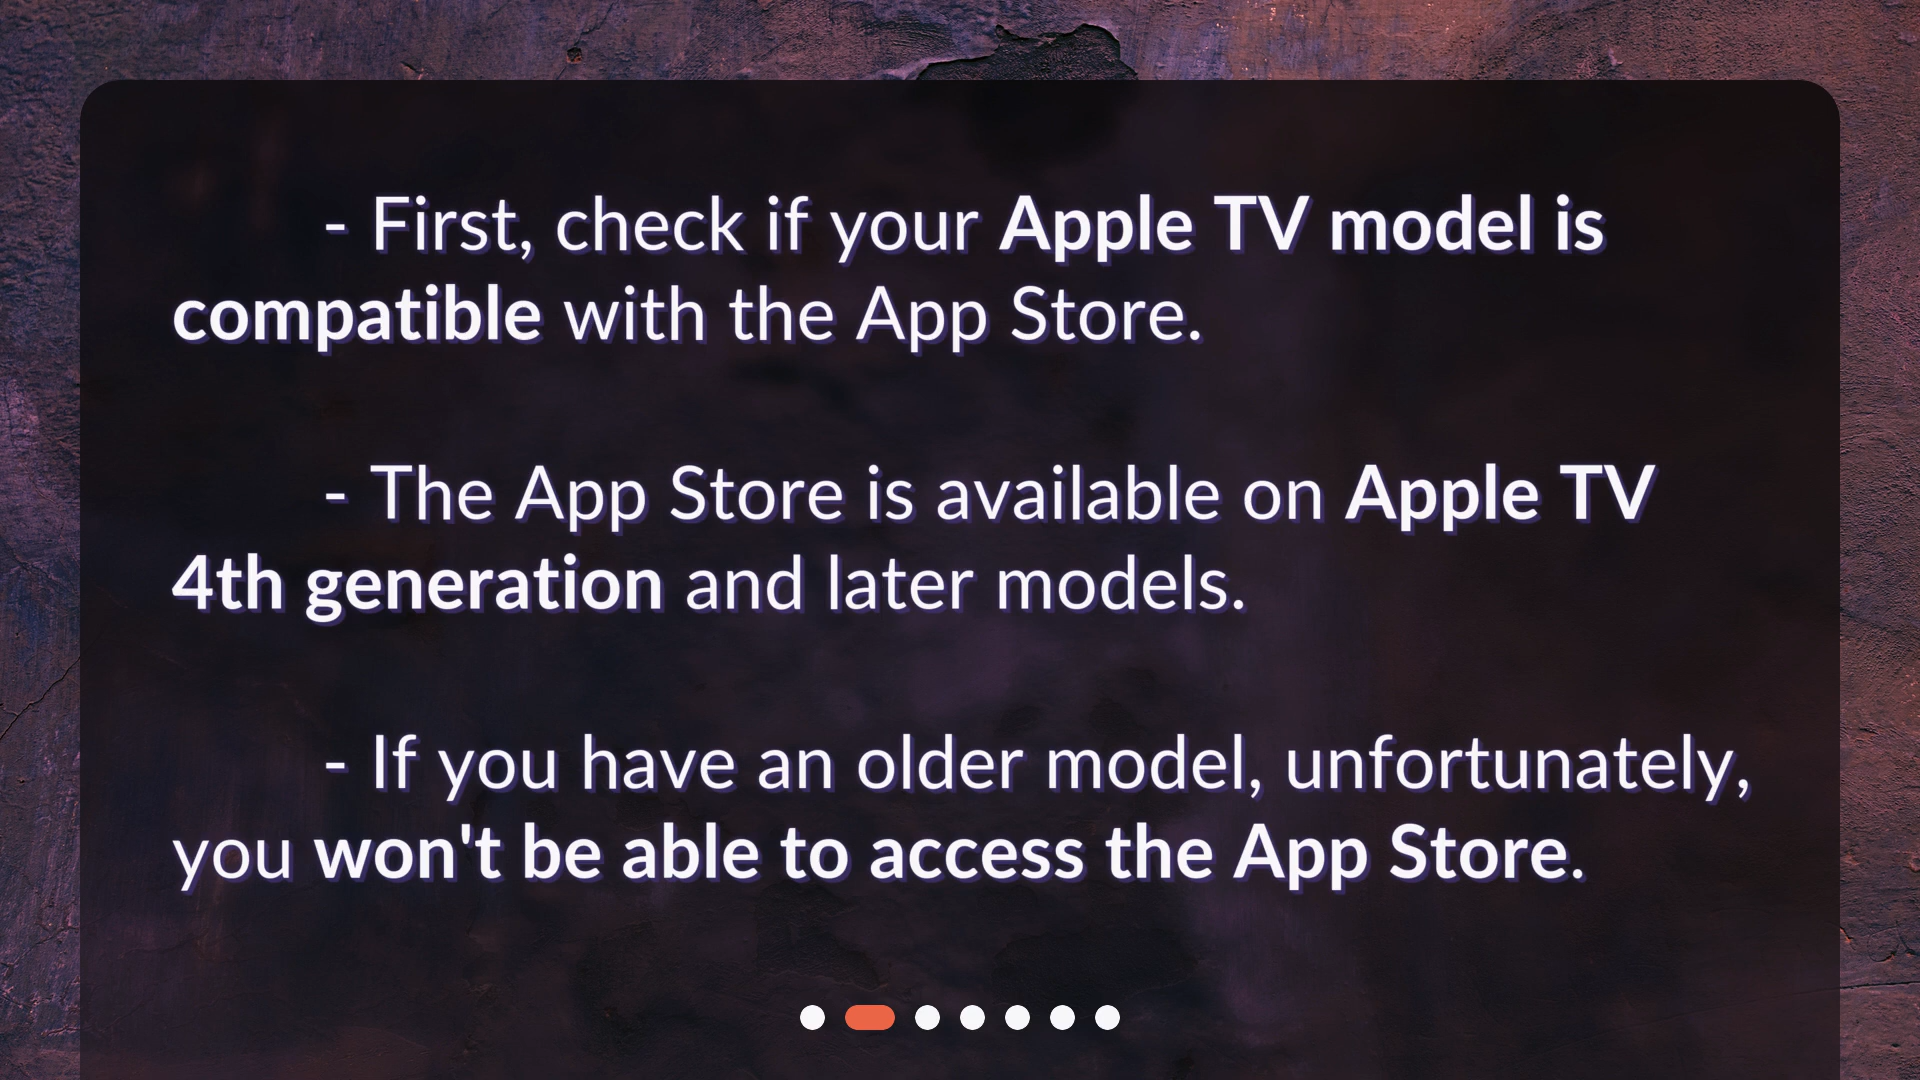 - First, check if your Apple TV model is
compatible with the App Store.
- The App Store is available on Apple TV
4th generation and later models.
- If you have an older model, unfortunately,
you won't be able to access the App Store.